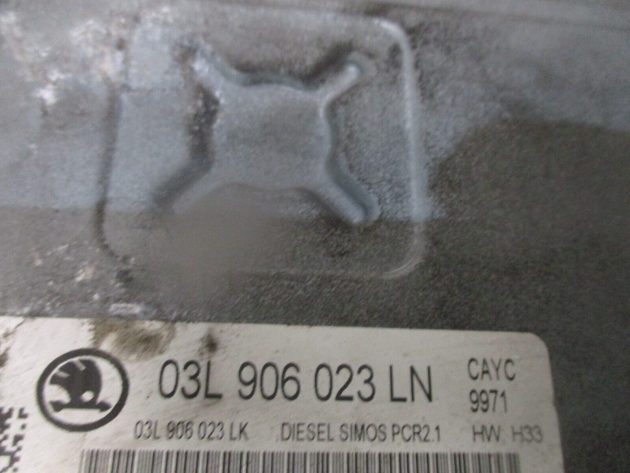 03L 906 023 LN CAYC
9971
03L 906 023 LK DIESEL SIMOS PCR2.1 HW H33